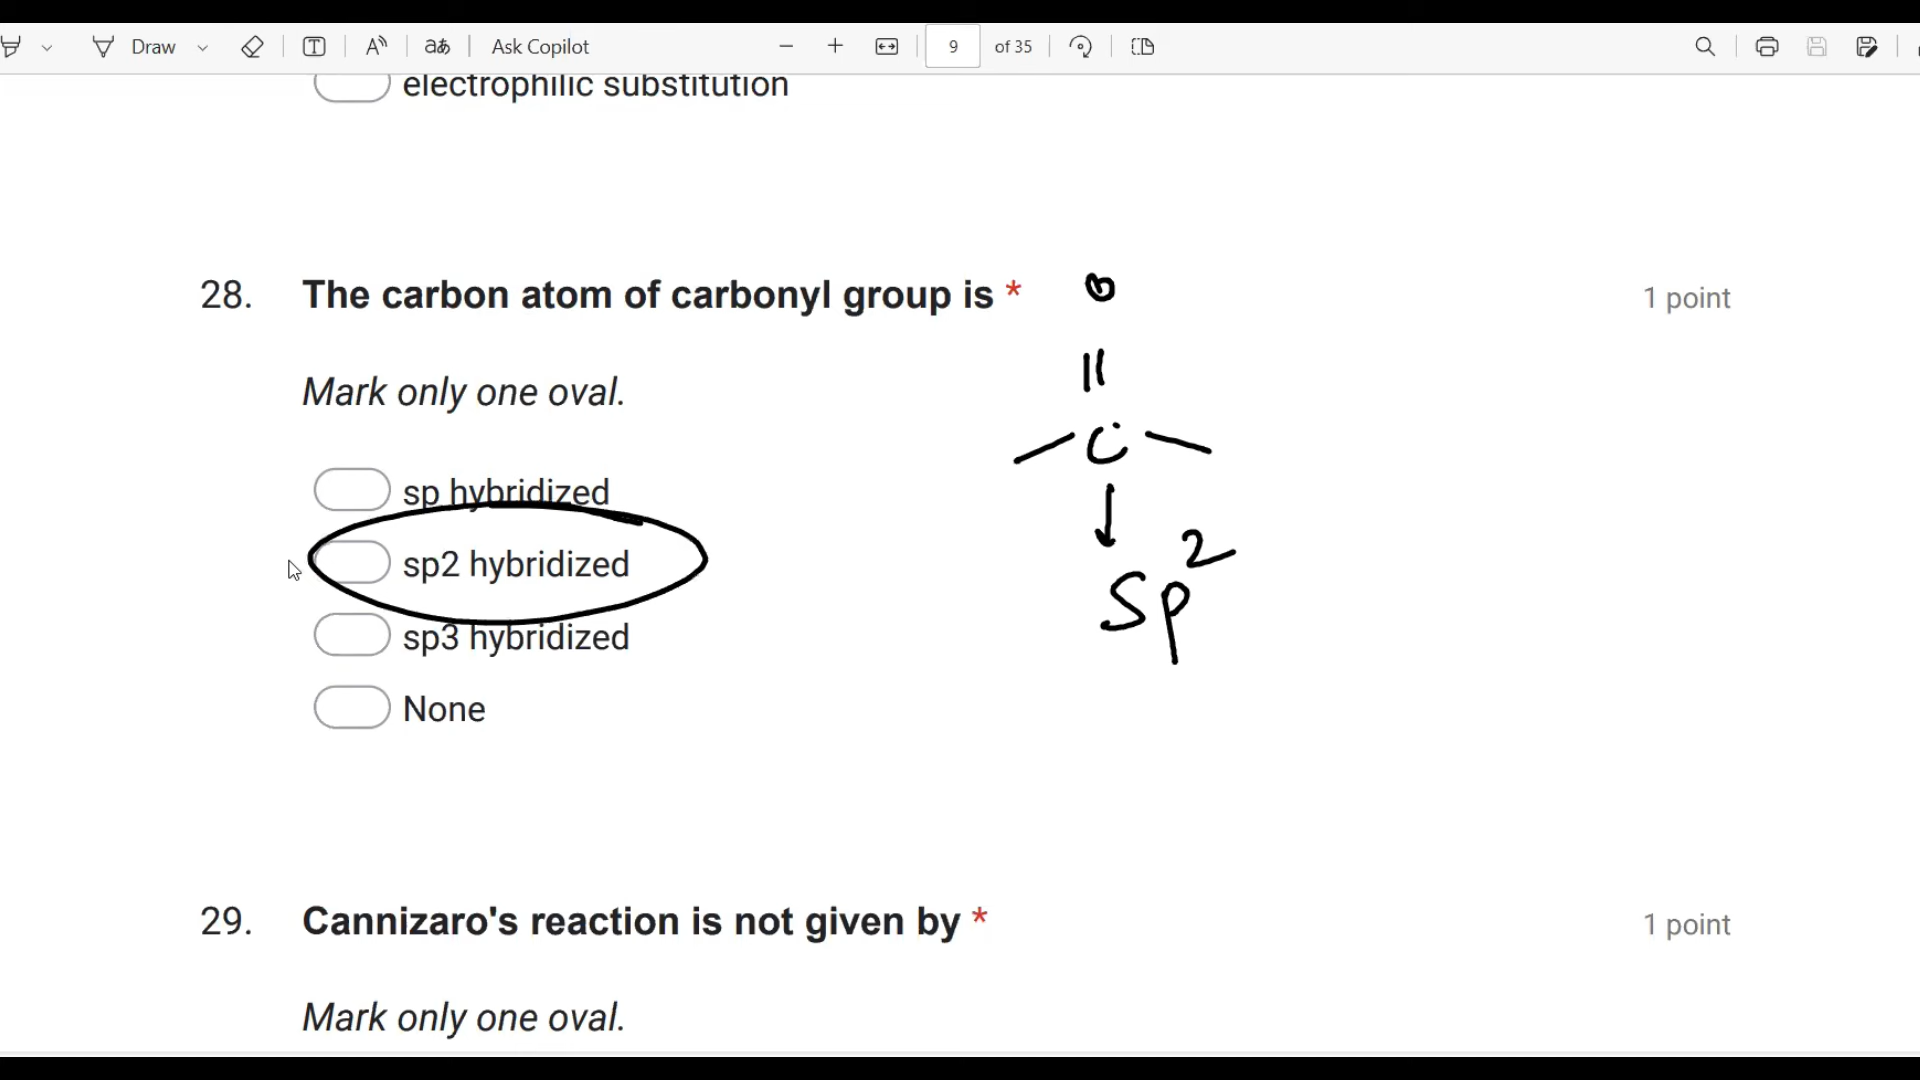 Draw Ask Copilot 9 of 35
electrophilic substitution
28. The carbon atom of carbonyl group is * 1 point
O
Mark only one oval.
C
sp hybridized
sp2 hybridized
Sp2
sp3 hybridized
None
29. Cannizaro's reaction is not given by * 1 point
Mark only one oval.